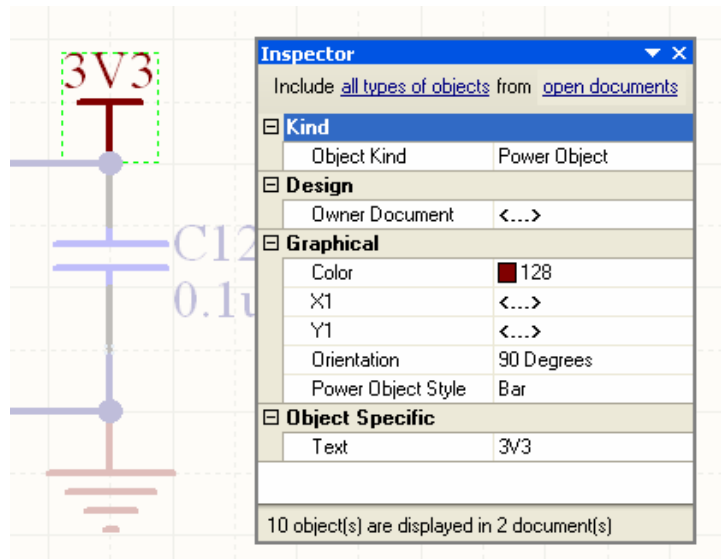 3V3
C12
0.1u
Inspector
Include all types of objects from open documents
Kind
Object Kind Power Object
Design
Owner Document <...>
Graphical
Color 128
X1 <...>
Y1 <...>
Orientation 90 Degrees
Power Object Style Bar
Object Specific
Text 3V3
10 object(s) are displayed in 2 document(s)